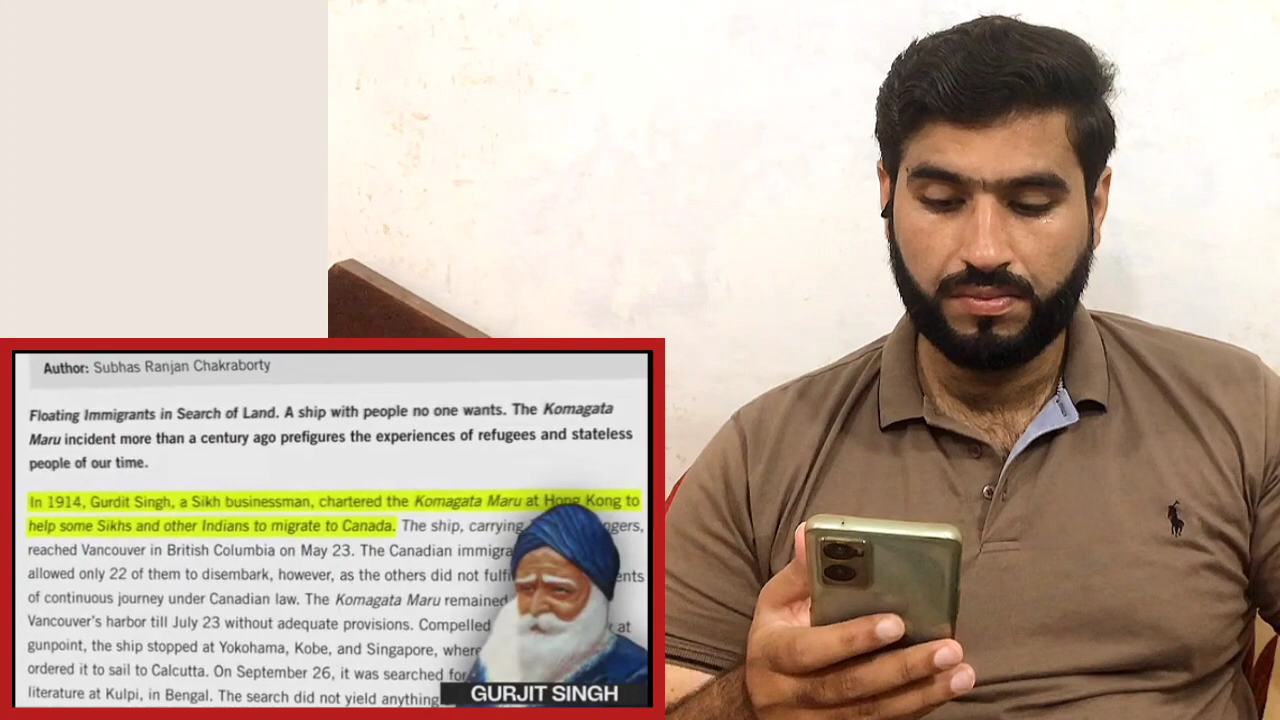 Author: Subhas Ranjan Chakraborty
Floating Immigrants in Search of Land. A ship with people no one wants. The Komagata
Maru incident more than a century ago prefigures the experiences of refugees and stateless
people of our time.
In 1914, Gurdit Singh, a Sikh businessman, chartered the Komagata Maru at Hong Kong to
help some Sikhs and other Indians to migrate to Canada. The ship, carrying
reached Vancouver in British Columbia on May 23. The Canadian
allowed only 22 of them to disembark, however, as the others did not
of continuous journey under Canadian law. The Komagata Maru remained
Vancouver's harbor till July 23 without adequate provisions. Compelled at
gunpoint, the ship stopped at Yokohama, Kobe, and Singapore,
ordered it to sail to Calcutta. On September 26, it was searched for
literature at Kulpi, in Bengal. The search did not yield anything
GURJIT SINGH